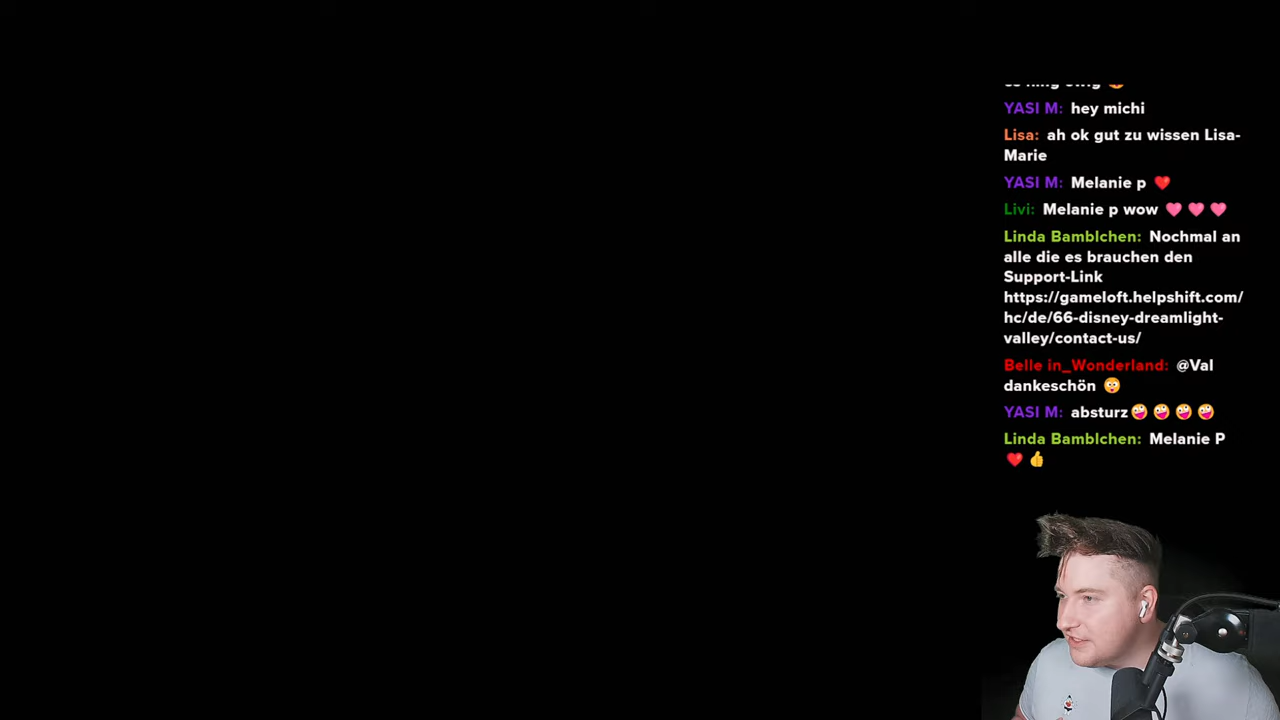 YASI M: hey michi
Lisa: ah ok gut zu wissen Lisa-
Marie
YASI M: Melanie p ❤️
Livi: Melanie p wow 🩷 🩷 🩷
Linda Bamblchen: Nochmal an
alle die es brauchen den
Support-Link
https://gameloft.helpshift.com/
hc/de/66-disney-dreamlight-
valley/contact-us/
Belle in_Wonderland: @Val
dankeschön 😳
YASI M: absturz🤪 🤪 🤪 🤪
Linda Bamblchen: Melanie P
❤️ 👍